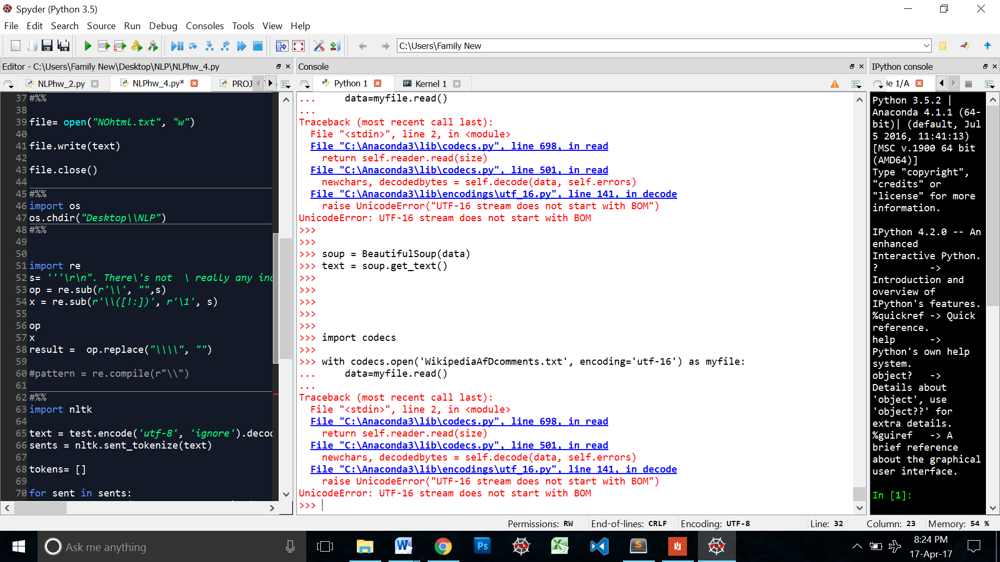 Spyder (Python 3.5)
File Edit Search Source Run Debug Consoles Tools View Help
C:\Users\Family New
Editor - C:\Users\Family New\Desktop\NLP\NLPhw_4.py
NLPhw_2.py NLPhw_4.py* PROJ
37 #%%
38
39 file= open("NOhtml.txt", "w")
40
41 file.write(text)
42
43 file.close()
44
45 #%%
46 import os
47 os.chdir("Desktop\\NLP")
48 #%%
49
50
51 import re
52 s= '''\r\n". There\'s not  \ really any
53 op = re.sub(r'\\', "",s)
54 x = re.sub(r'\\([!:])', r'\1', s)
55
56 op
57 x
58 result =  op.replace("\\\\", "")
59
60 #pattern = re.compile(r"\\")
61
62 #%%
63 import nltk
64
65 text = test.encode('utf-8', 'ignore').deco
66 sents = nltk.sent_tokenize(text)
67
68 tokens= []
69
70 for sent in sents:
Console
Python 1 IP: Kernel 1
...     data=myfile.read()
...
Traceback (most recent call last):
  File "<stdin>", line 2, in <module>
  File "C:\Anaconda3\lib\codecs.py", line 698, in read
    return self.reader.read(size)
  File "C:\Anaconda3\lib\codecs.py", line 501, in read
    newchars, decodedbytes = self.decode(data, self.errors)
  File "C:\Anaconda3\lib\encodings\utf_16.py", line 141, in decode
    raise UnicodeError("UTF-16 stream does not start with BOM")
UnicodeError: UTF-16 stream does not start with BOM
>>>
>>>
>>> soup = BeautifulSoup(data)
>>> text = soup.get_text()
>>>
>>>
>>>
>>>
>>>
>>> import codecs
>>>
>>> with codecs.open('WikipediaAfDcomments.txt', encoding='utf-16') as myfile:
...     data=myfile.read()
...
Traceback (most recent call last):
  File "<stdin>", line 2, in <module>
  File "C:\Anaconda3\lib\codecs.py", line 698, in read
    return self.reader.read(size)
  File "C:\Anaconda3\lib\codecs.py", line 501, in read
    newchars, decodedbytes = self.decode(data, self.errors)
  File "C:\Anaconda3\lib\encodings\utf_16.py", line 141, in decode
    raise UnicodeError("UTF-16 stream does not start with BOM")
UnicodeError: UTF-16 stream does not start with BOM
>>>
IPython console
le 1/A
Python 3.5.2 |
Anaconda 4.1.1 (64-
bit)| (default, Jul
5 2016, 11:41:13)
[MSC v.1900 64 bit
(AMD64)]
Type "copyright",
"credits" or
"license" for more
information.

IPython 4.2.0 -- An
enhanced
Interactive Python.
?         ->
Introduction and
overview of
IPython's features.
%quickref -> Quick
reference.
help      ->
Python's own help
system.
object?   ->
Details about
'object', use
'object??' for
extra details.
%guiref   -> A
brief reference
about the graphical
user interface.

In [1]:
Permissions: RW End-of-lines: CRLF Encoding: UTF-8 Line: 32 Column: 23 Memory: 54 %
Ask me anything
W
Ps
S
8:24 PM
17-Apr-17